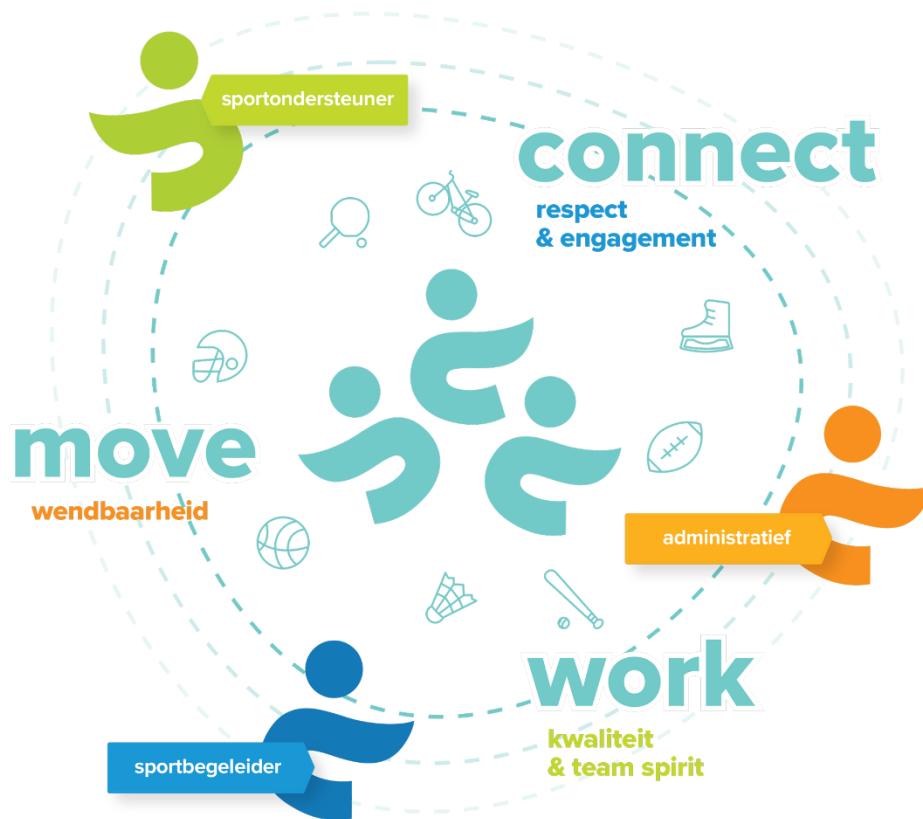 sportondersteuner
connect
respect
& engagement
move
wendbaarheid
administratief
work
kwaliteit
& team spirit
sportbegeleider